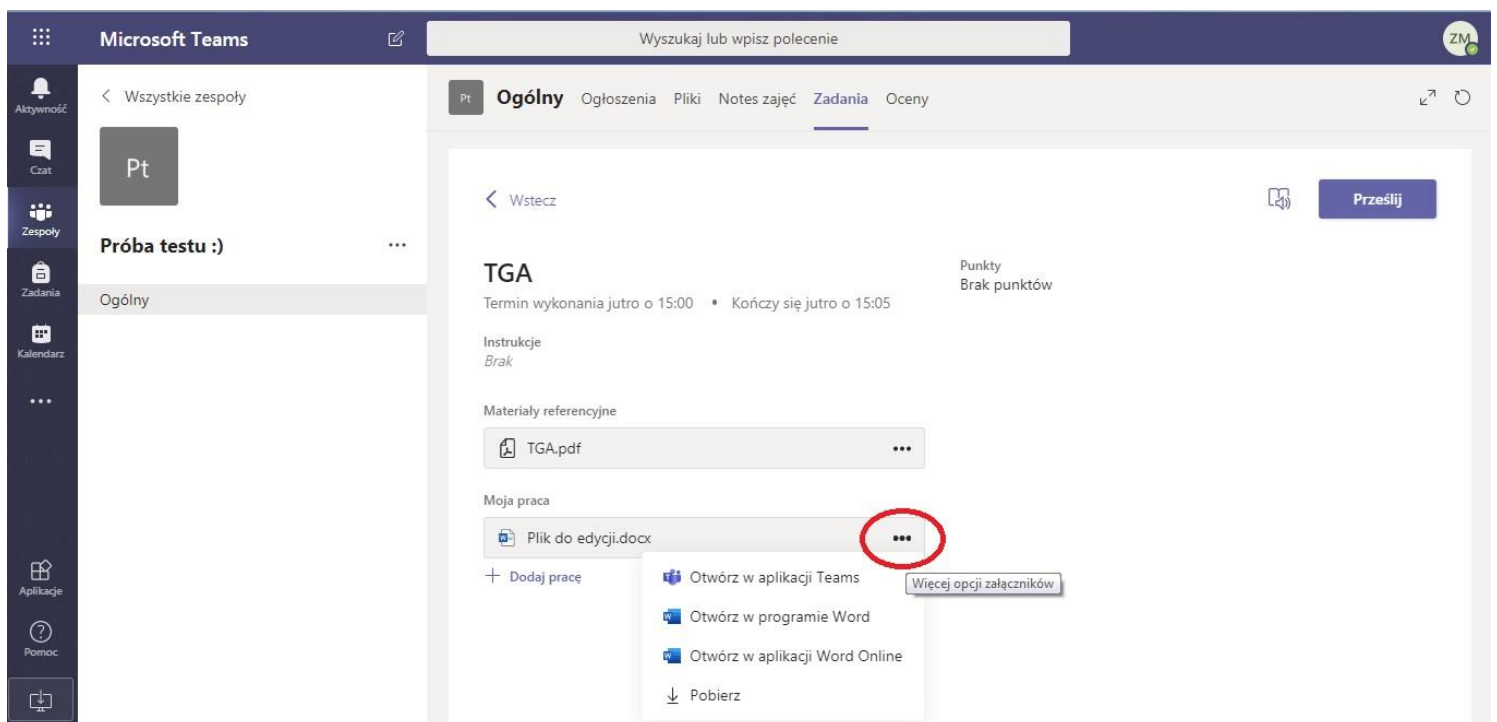 Microsoft Teams
Wyszukaj lub wpisz polecenie
ZM
Aktywność
Czat
Zespoły
Zadania
Kalendarz
Aplikacje
Pomoc
Wszystkie zespoły
Pt
Próba testu :)
Ogólny
Pt Ogólny Ogłoszenia Pliki Notes zajęć Zadania Oceny
Wstecz
Prześlij
TGA
Termin wykonania jutro o 15:00 • Kończy się jutro o 15:05
Punkty
Brak punktów
Instrukcje
Brak
Materiały referencyjne
TGA.pdf
Moja praca
Plik do edycji.docx
+ Dodaj pracę
Więcej opcji załączników
Otwórz w aplikacji Teams
Otwórz w programie Word
Otwórz w aplikacji Word Online
Pobierz